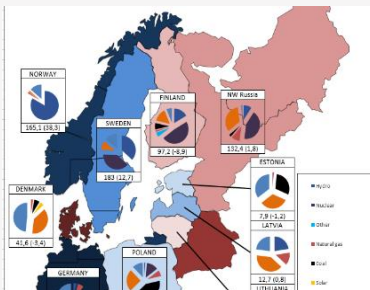 NORWAY
165,1 (38,3)
SWEDEN
183 (12,7)
FINLAND
97,2 (-8,9)
NW Russia
132,4 (1,8)
ESTONIA
7,9 (-1,2)
LATVIA
12,7 (0,8)
LITHUANIA
DENMARK
41,6 (-3,4)
GERMANY
POLAND
Hydro
Nuclear
Other
Natural gas
Coal
Solar